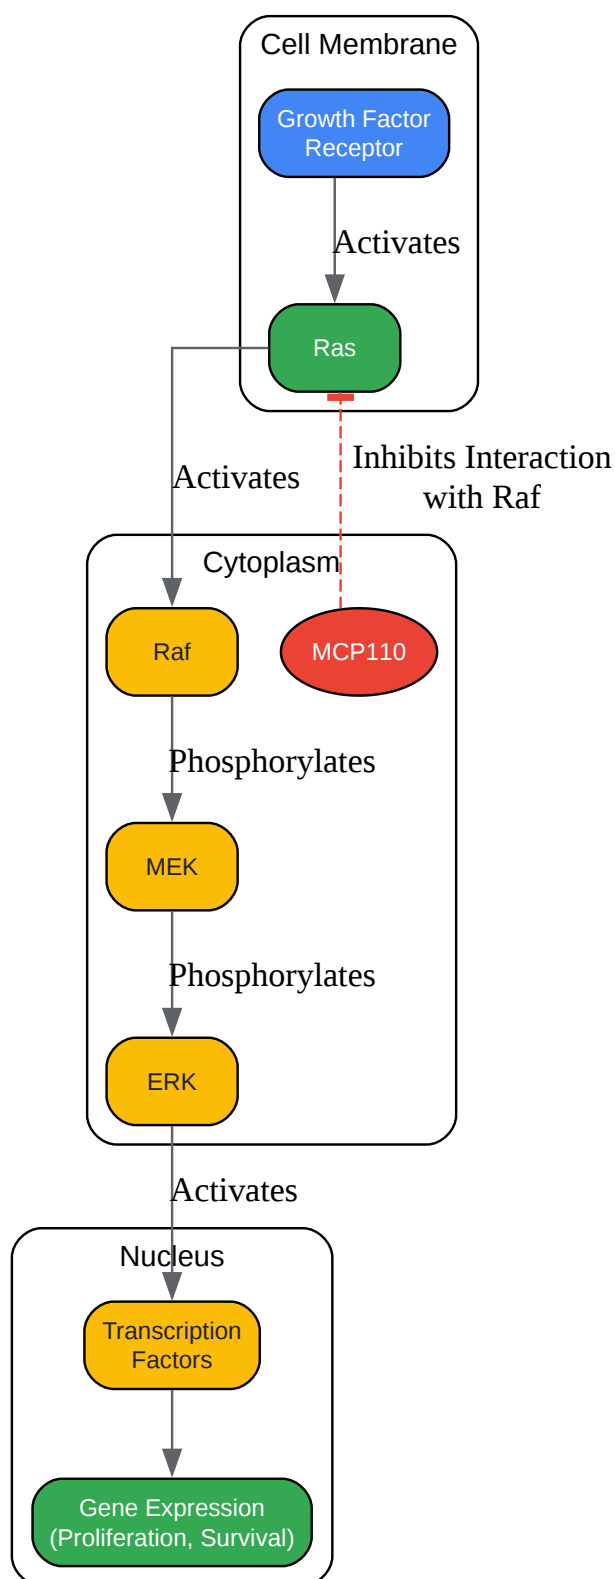 Cell Membrane
Growth Factor
Receptor
Activates
Ras
Activates
Inhibits Interaction
with Raf
Cytoplasm
Raf
MCP110
Phosphorylates
MEK
Phosphorylates
ERK
Activates
Nucleus
Transcription
Factors
Gene Expression
(Proliferation, Survival)